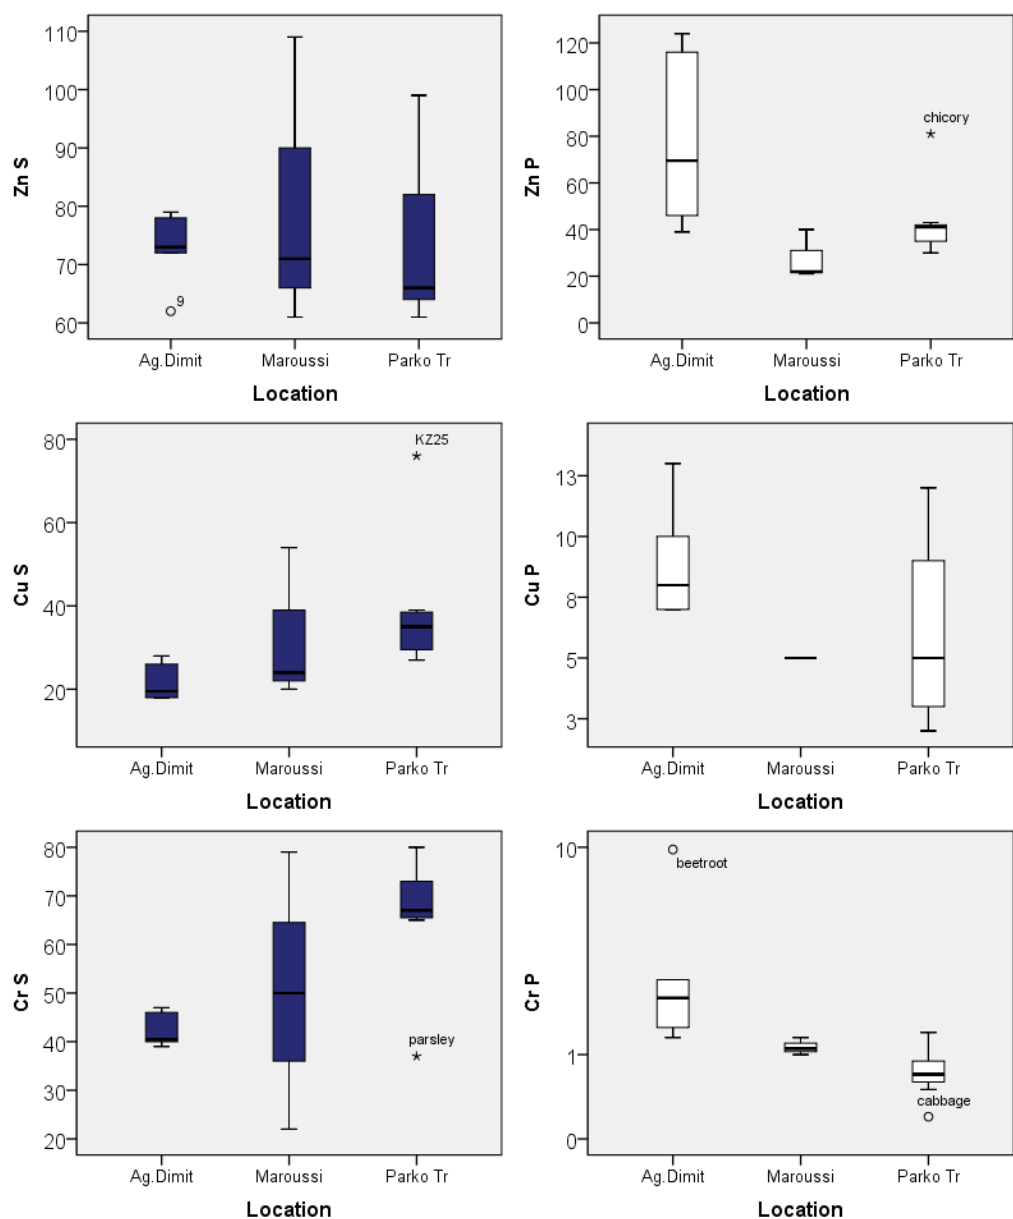 110
100
90
80
70
60
Zn S
9
Ag.Dimit Maroussi Parko Tr
Location
120
100
80
60
40
20
0
Zn P
chicory
Ag.Dimit Maroussi Parko Tr
Location
80
60
40
20
Cu S
KZ25
Ag.Dimit Maroussi Parko Tr
Location
13
10
8
5
3
Cu P
Ag.Dimit Maroussi Parko Tr
Location
80
70
60
50
40
30
20
Cr S
parsley
Ag.Dimit Maroussi Parko Tr
Location
10
1
0
Cr P
beetroot
cabbage
Ag.Dimit Maroussi Parko Tr
Location